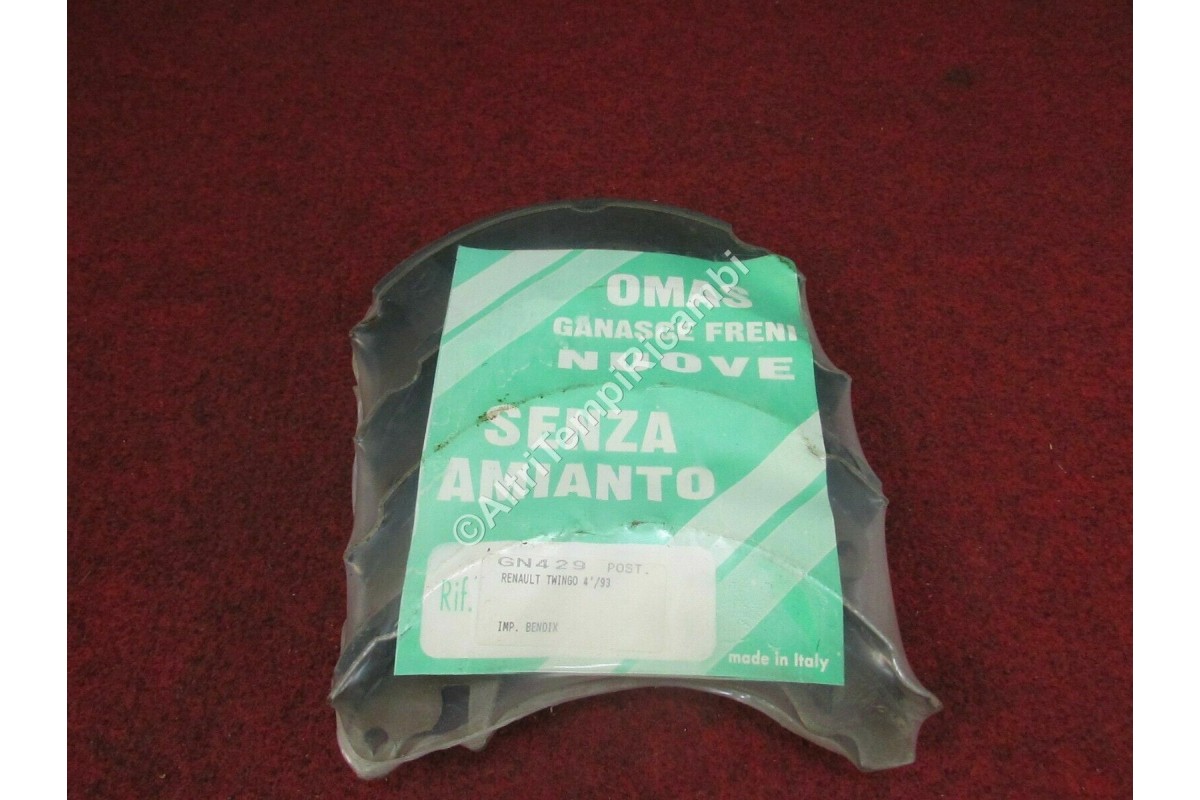 OMAS
GANASCE FRENI
NUOVE
SENZA
AMIANTO
Rif.
GN429 POST.
RENAULT TWINGO 4'/93
IMP. BENDIX
made in Italy
©AltriTempiRicambi